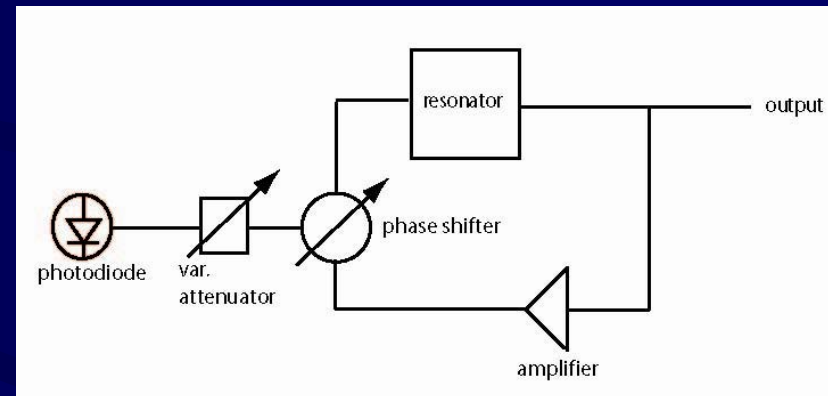 resonator
output
phase shifter
photodiode
var.
attenuator
amplifier